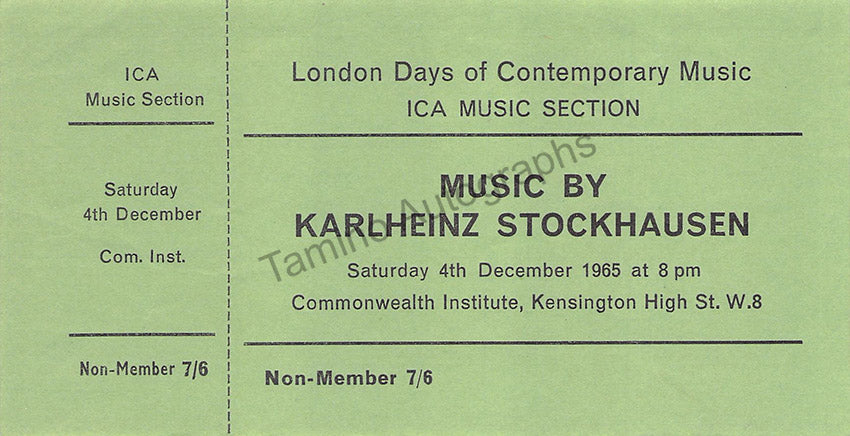 ICA
Music Section
Saturday
4th December
Com. Inst.
Non-Member 7/6
London Days of Contemporary Music
ICA MUSIC SECTION
MUSIC BY
KARLHEINZ STOCKHAUSEN
Saturday 4th December 1965 at 8 pm
Commonwealth Institute, Kensington High St. W.8
Non-Member 7/6
Tamino Autographs